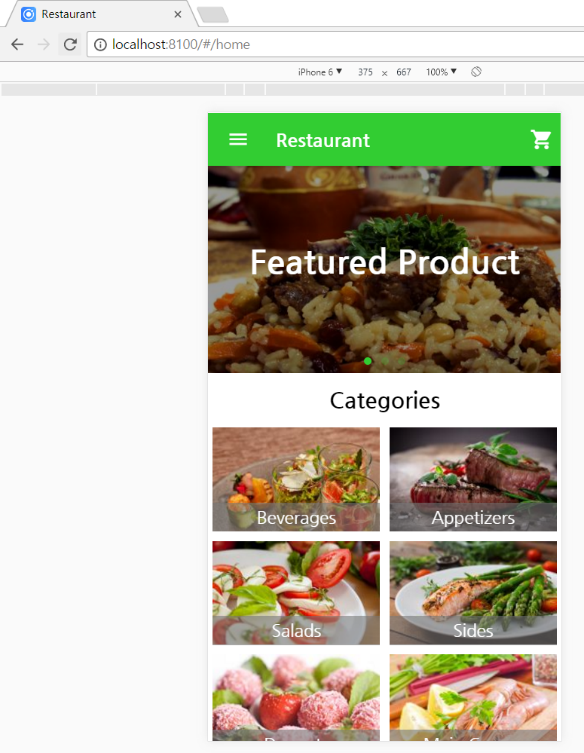 Restaurant
localhost:8100/#/home
iPhone 6 ▼ 375 x 667 100% ▼
Restaurant
Featured Product
Categories
Beverages
Appetizers
Salads
Sides